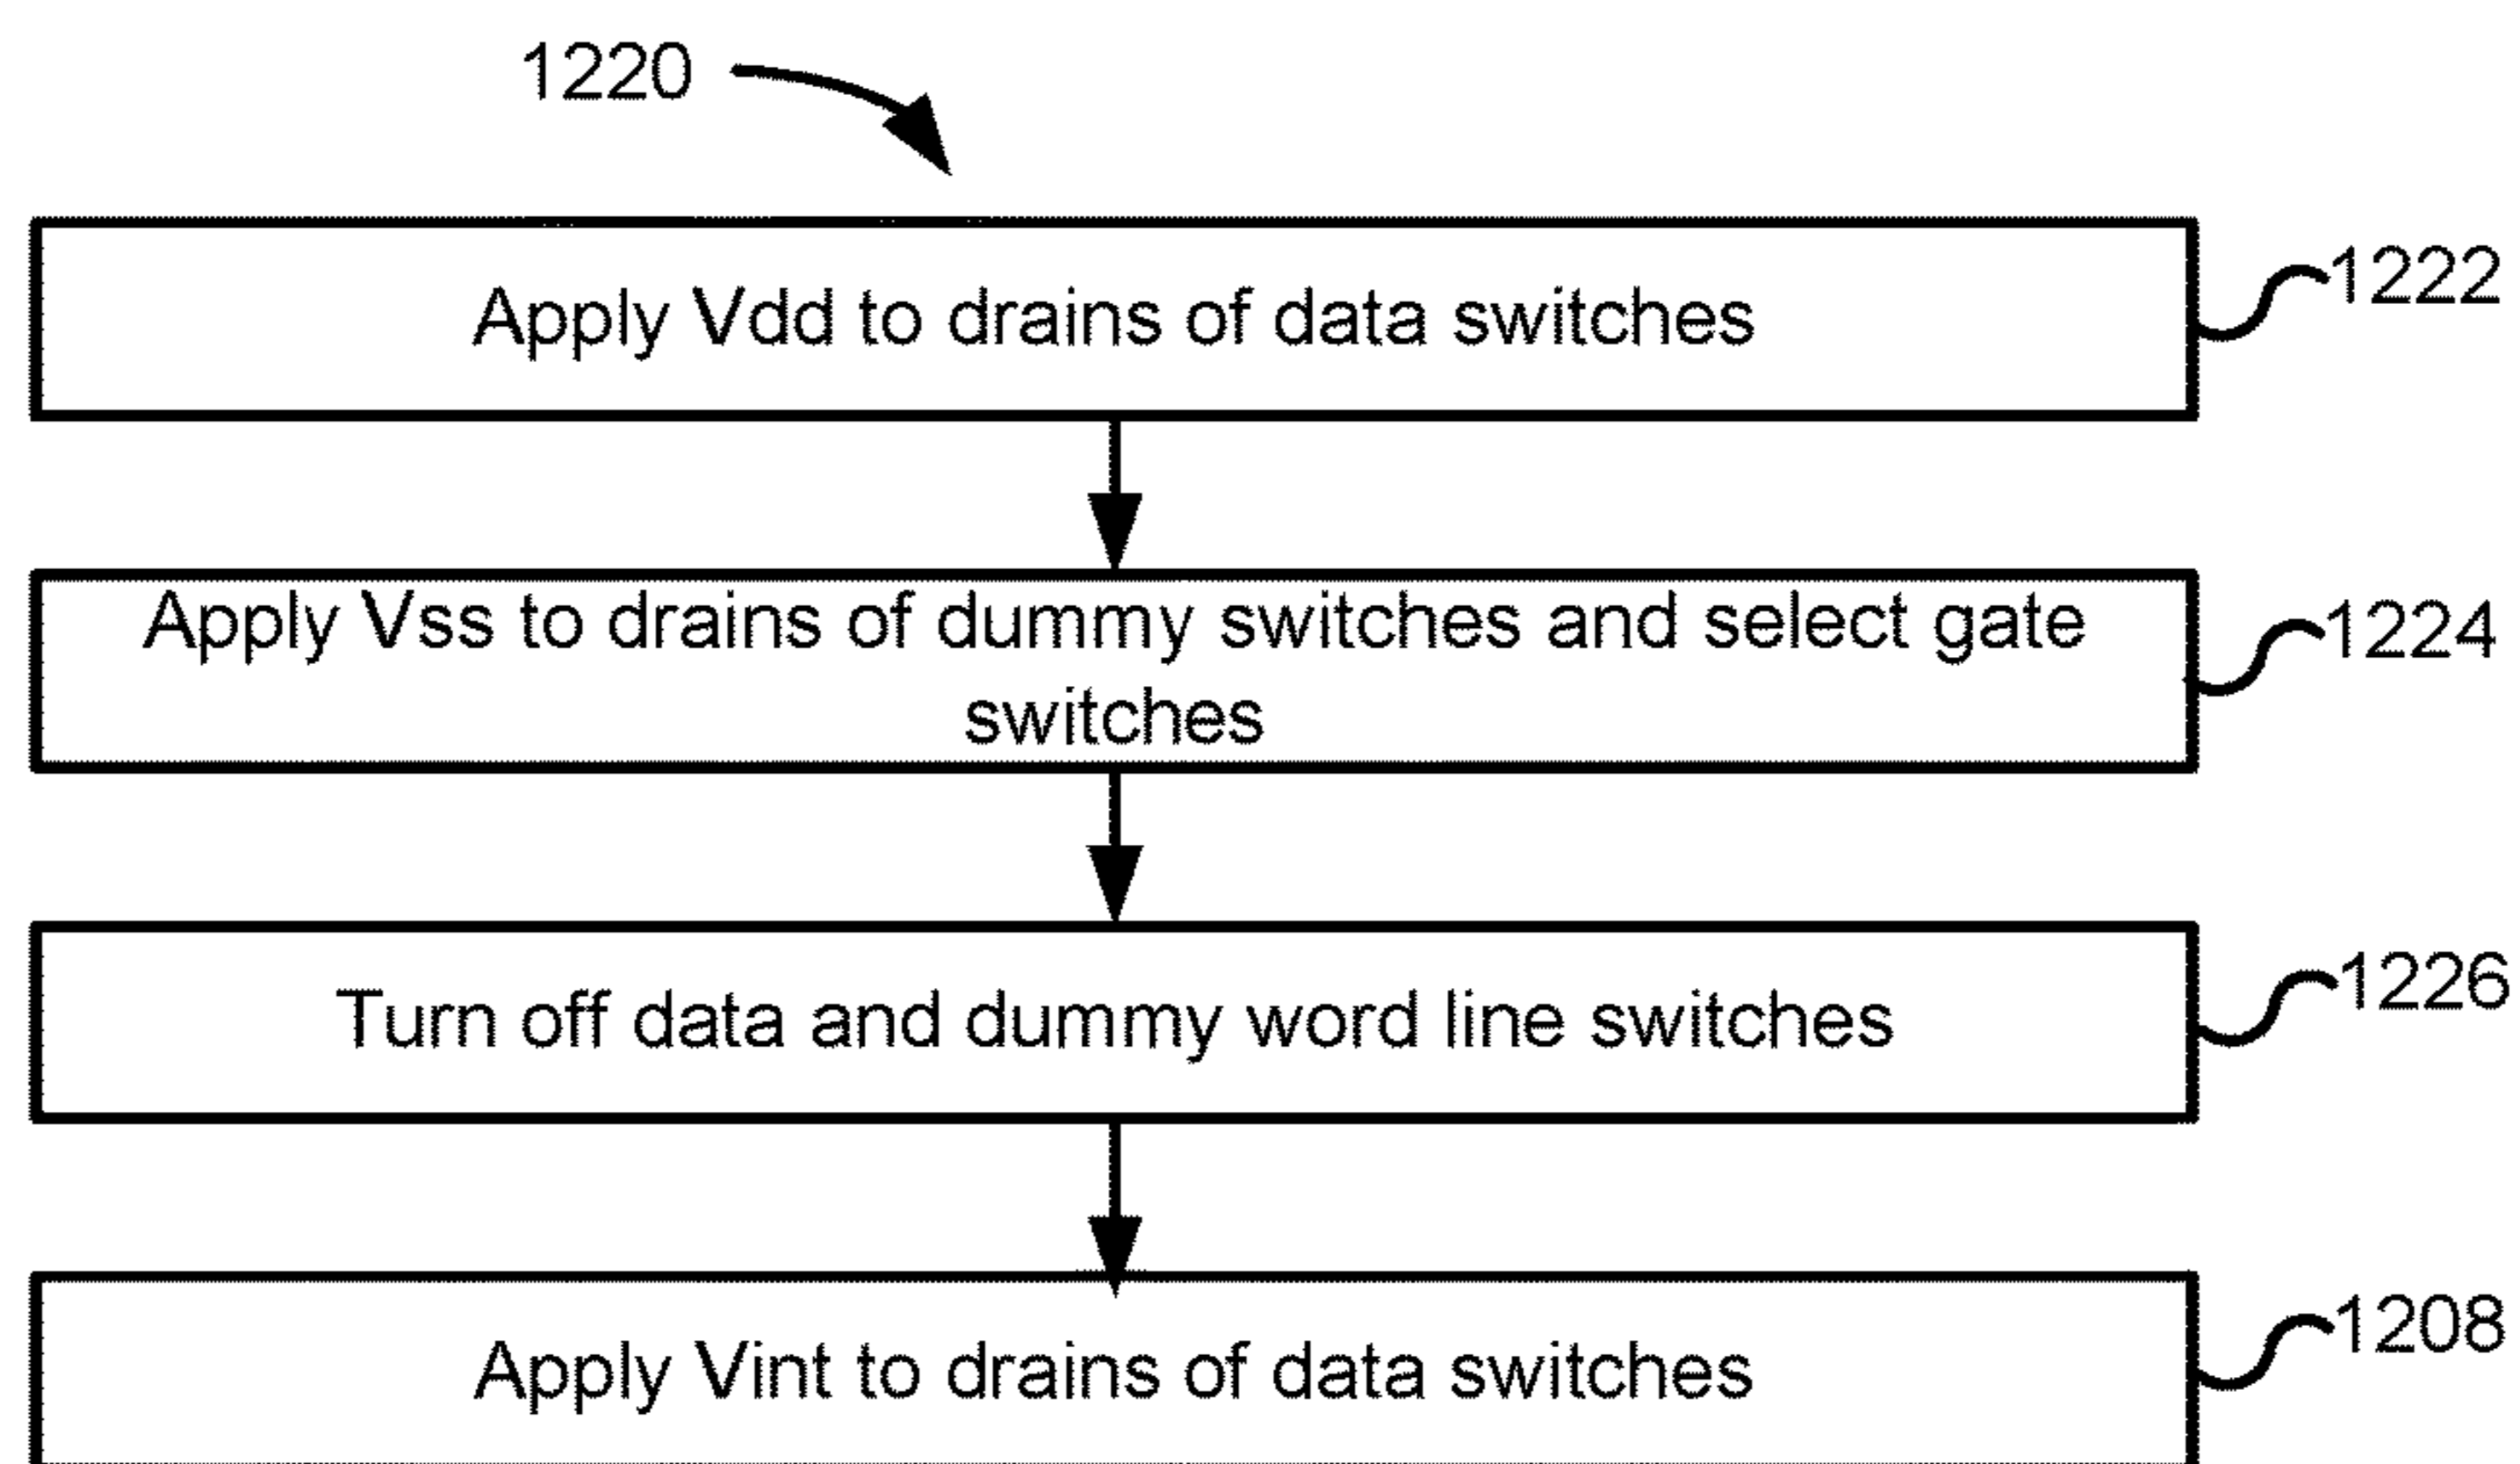 1220
Apply Vdd to drains of data switches
1222
Apply Vss to drains of dummy switches and select gate
switches
1224
Turn off data and dummy word line switches
1226
Apply Vint to drains of data switches
1208